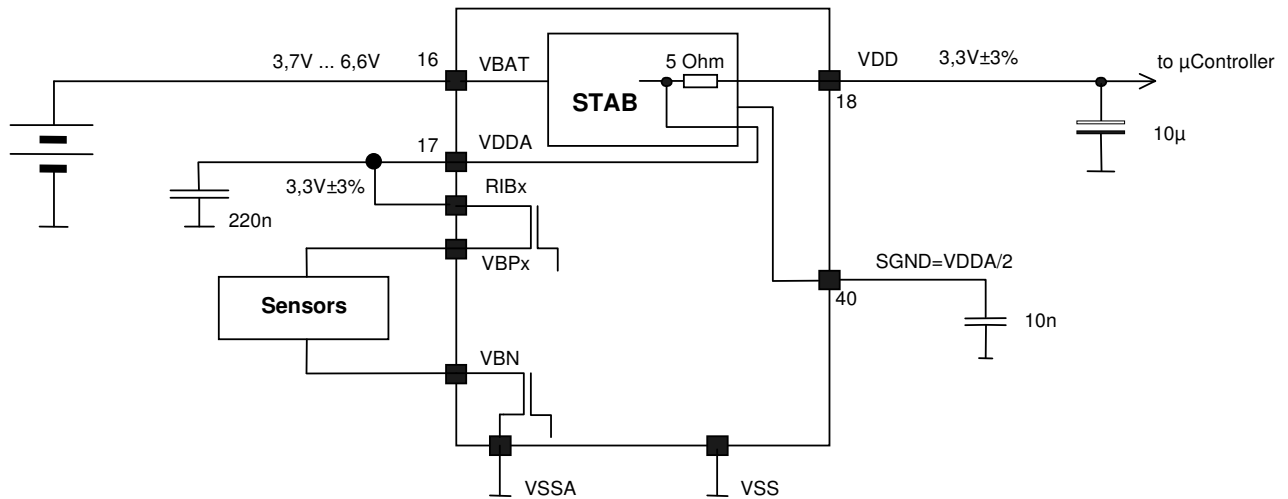 3,7V ... 6,6V
16
VBAT
STAB
5 Ohm
VDD
18
3,3V±3%
to µController
10µ
17
VDDA
3,3V±3%
220n
RIBx
VBPx
Sensors
SGND=VDDA/2
40
10n
VBN
VSSA
VSS